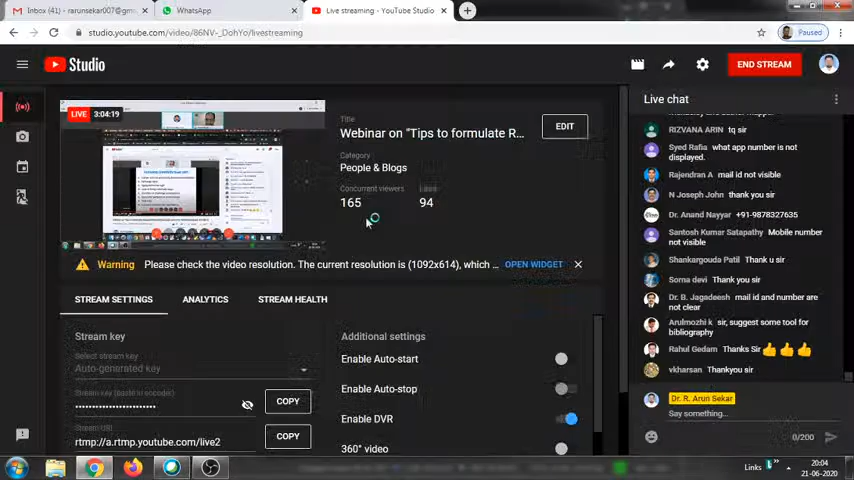 Inbox (41) - rarunsekar007@gm
WhatsApp
Live streaming - YouTube Studio
studio.youtube.com/video/86NV-_DohYo/livestreaming
Paused
Studio
END STREAM
LIVE
3:04:19
Title
Webinar on "Tips to formulate R...
EDIT
Category
People & Blogs
Concurrent viewers
Likes
165
94
Warning
Please check the video resolution. The current resolution is (1092x614), which ...
OPEN WIDGET
STREAM SETTINGS
ANALYTICS
STREAM HEALTH
Stream key
Select stream key
Auto-generated key
Stream key (paste in encoder)
COPY
Stream URL
rtmp://a.rtmp.youtube.com/live2
COPY
Additional settings
Enable Auto-start
Enable Auto-stop
Enable DVR
360° video
Live chat
RIZVANA ARIN tq sir
Syed Rafia what app number is not
displayed.
Rajendran A mail id not visible
N Joseph John thank you sir
Dr. Anand Nayyar +91-9878327635
Santosh Kumar Satapathy Mobile number
not visible
Shankargouda Patil Thank u sir
Soma devi Thank you sir
Dr. B. Jagadeesh mail id and number are
not clear
Arulmozhi k sir, suggest some tool for
bibliography
Rahul Gedam Thanks Sir
vkharsan Thankyou sir
Dr. R. Arun Sekar
Say something...
0/200
Links
20:04
21-06-2020